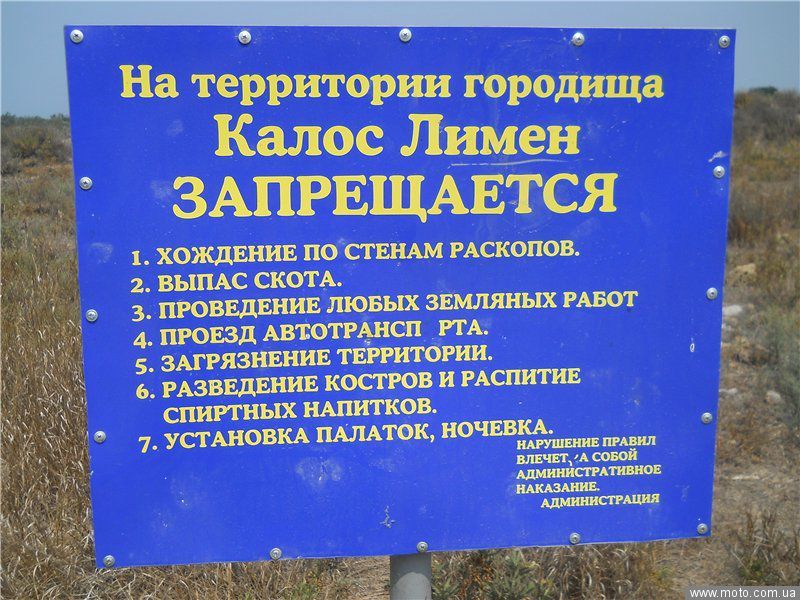 На территории городища
Калос Лимен
ЗАПРЕЩАЕТСЯ
1. ХОЖДЕНИЕ ПО СТЕНАМ РАСКОПОВ.
2. ВЫПАС СКОТА.
3. ПРОВЕДЕНИЕ ЛЮБЫХ ЗЕМЛЯНЫХ РАБОТ
4. ПРОЕЗД АВТОТРАНСП РТА.
5. ЗАГРЯЗНЕНИЕ ТЕРРИТОРИИ.
6. РАЗВЕДЕНИЕ КОСТРОВ И РАСПИТИЕ
СПИРТНЫХ НАПИТКОВ.
7. УСТАНОВКА ПАЛАТОК, НОЧЕВКА.
НАРУШЕНИЕ ПРАВИЛ
ВЛЕЧЕТ, А СОБОЙ
АДМИНИСТРАТИВНОЕ
НАКАЗАНИЕ.
АДМИНИСТРАЦИЯ
www.moto.com.ua